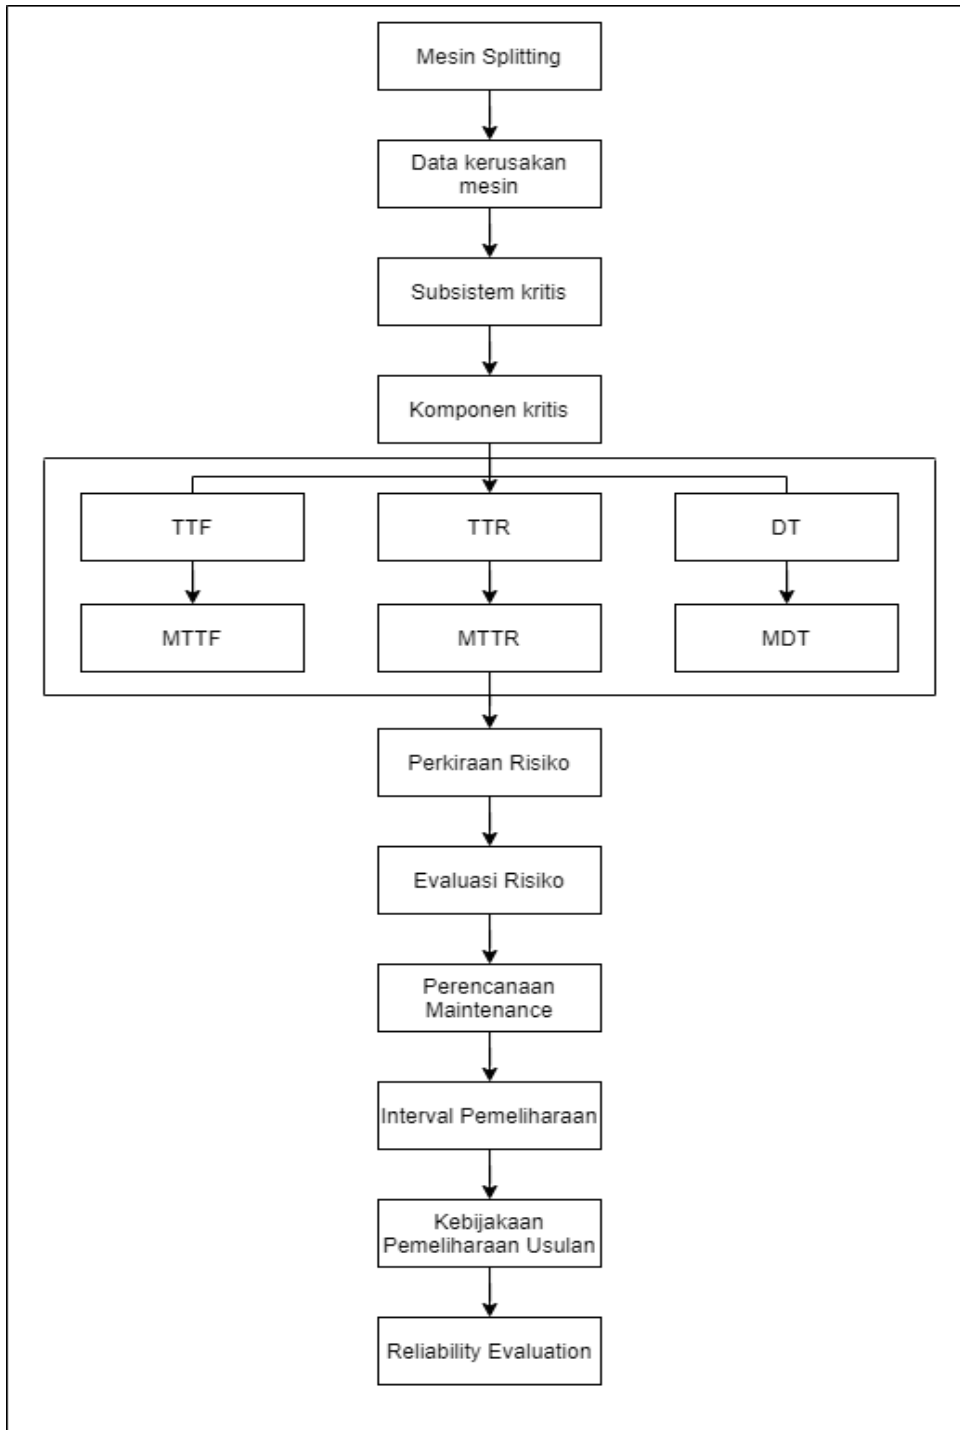 Mesin Splitting
Data kerusakan
mesin
Subsistem kritis
Komponen kritis
TTF
TTR
DT
MTTF
MTTR
MDT
Perkiraan Risiko
Evaluasi Risiko
Perencanaan
Maintenance
Interval Pemeliharaan
Kebijakaan
Pemeliharaan Usulan
Reliability Evaluation